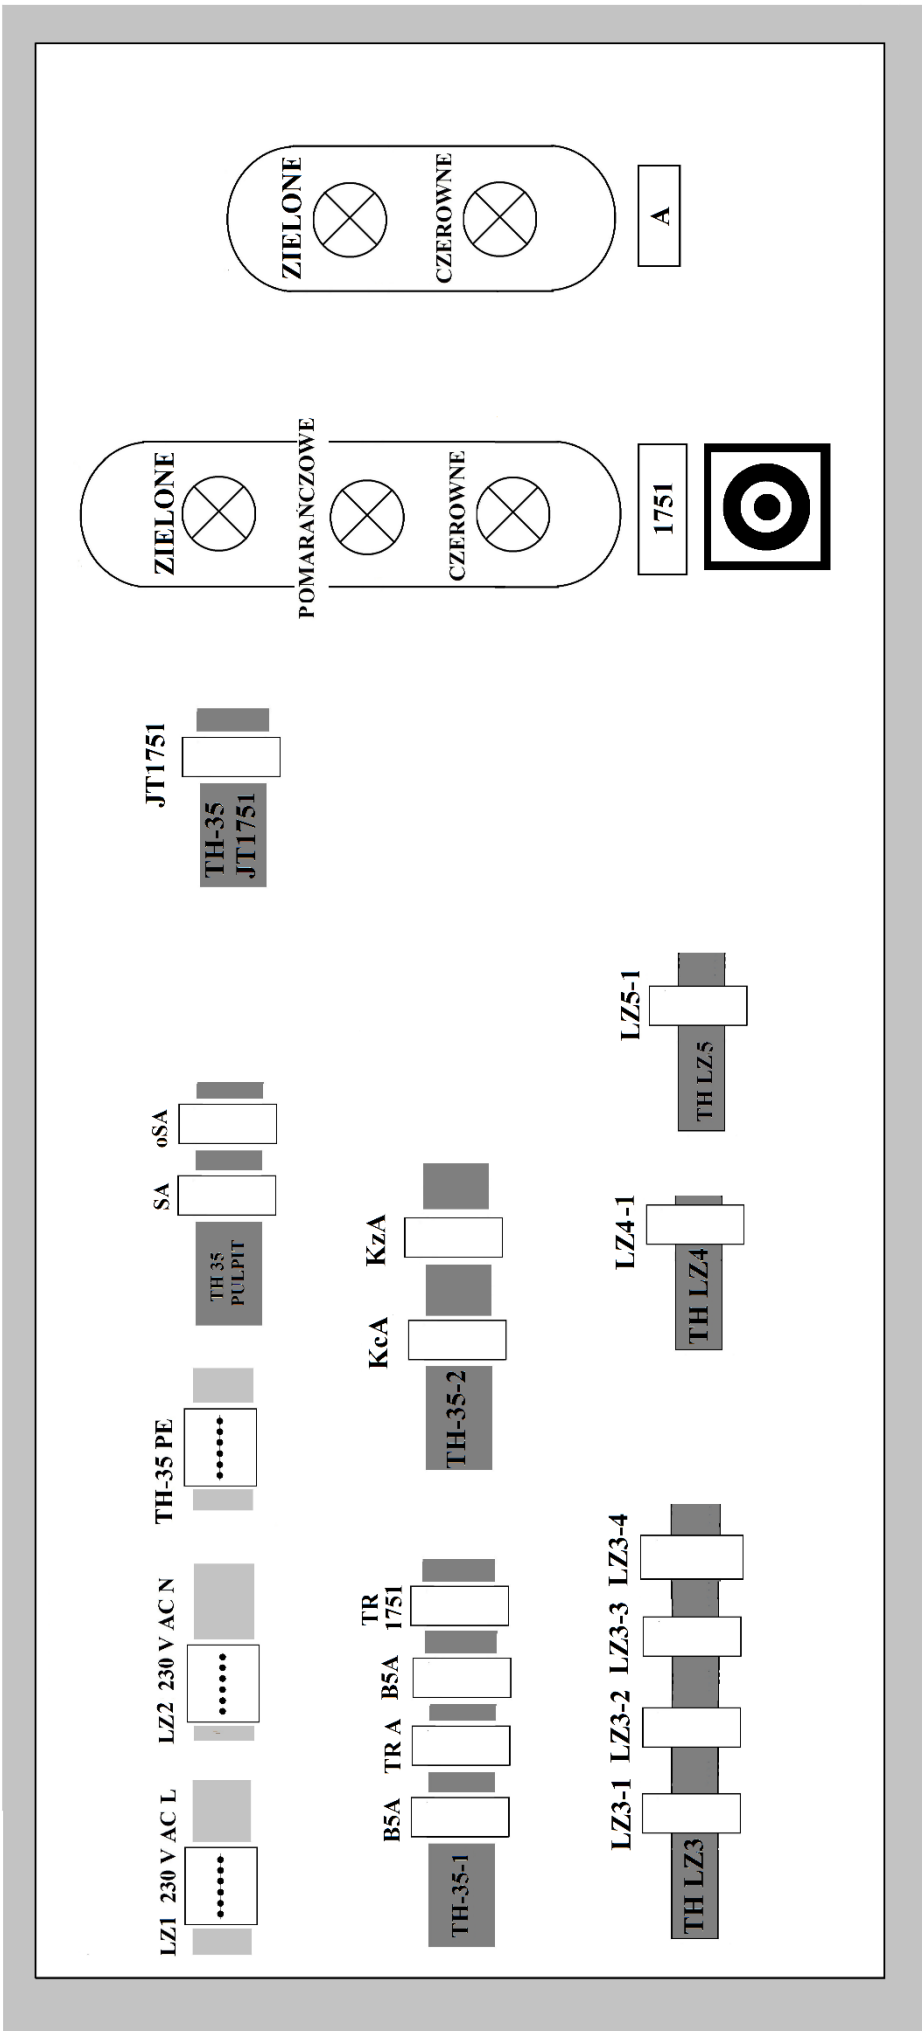 LZ1 230 V AC L
LZ2 230 V AC N
TH-35 PE
SA
oSA
TH 35
PULPIT
JT1751
TH-35
JT1751
ZIELONE
POMARAŃCZOWE
CZEROWNE
1751
ZIELONE
CZEROWNE
A
TH-35-1
B5A
TR A
B5A
TR
1751
TH-35-2
KcA
KzA
TH LZ3
LZ3-1
LZ3-2
LZ3-3
LZ3-4
TH LZ4
LZ4-1
TH LZ5
LZ5-1